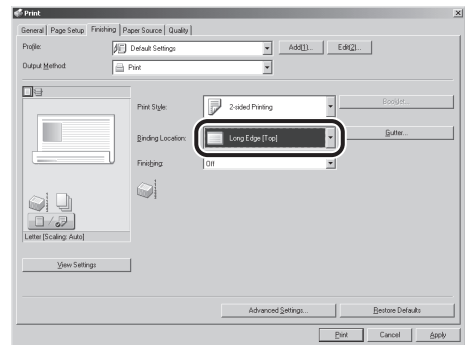 Print
General Page Setup Finishing Paper Source Quality
Profile: Default Settings Add(1)... Edit(2)...
Output Method: Print
Print Style: 2-sided Printing Booklet...
Binding Location: Long Edge [Top] Gutter...
Finishing: Off
Letter [Scaling: Auto]
View Settings
Advanced Settings... Restore Defaults
Print Cancel Apply